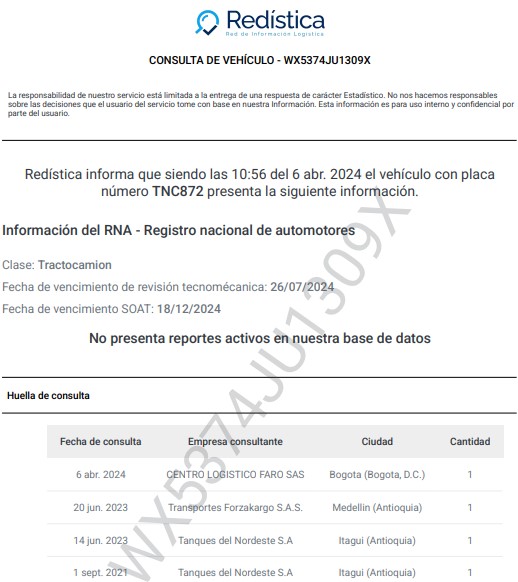 Redística
Red de Información Logística
CONSULTA DE VEHÍCULO - WX5374JU1309X
La responsabilidad de nuestro servicio está limitada a la entrega de una respuesta de carácter Estadístico. No nos hacemos responsables
sobre las decisiones que el usuario del servicio tome con base en nuestra Información. Esta información es para uso interno y confidencial por
parte del usuario.
Redística informa que siendo las 10:56 del 6 abr. 2024 el vehículo con placa
número TNC872 presenta la siguiente información.
Información del RNA - Registro nacional de automotores
Clase: Tractocamion
Fecha de vencimiento de revisión tecnomécanica: 26/07/2024
Fecha de vencimiento SOAT: 18/12/2024
No presenta reportes activos en nuestra base de datos
Huella de consulta
Fecha de consulta Empresa consultante Ciudad Cantidad
6 abr. 2024 CENTRO LOGISTICO FARO SAS Bogota (Bogota, D.C.) 1
20 jun. 2023 Transportes Forzakargo S.A.S. Medellin (Antioquia) 1
14 jun. 2023 Tanques del Nordeste S.A Itagui (Antioquia) 1
1 sept. 2021 Tanques del Nordeste S.A Itagui (Antioquia) 1
WX5374JU1309X